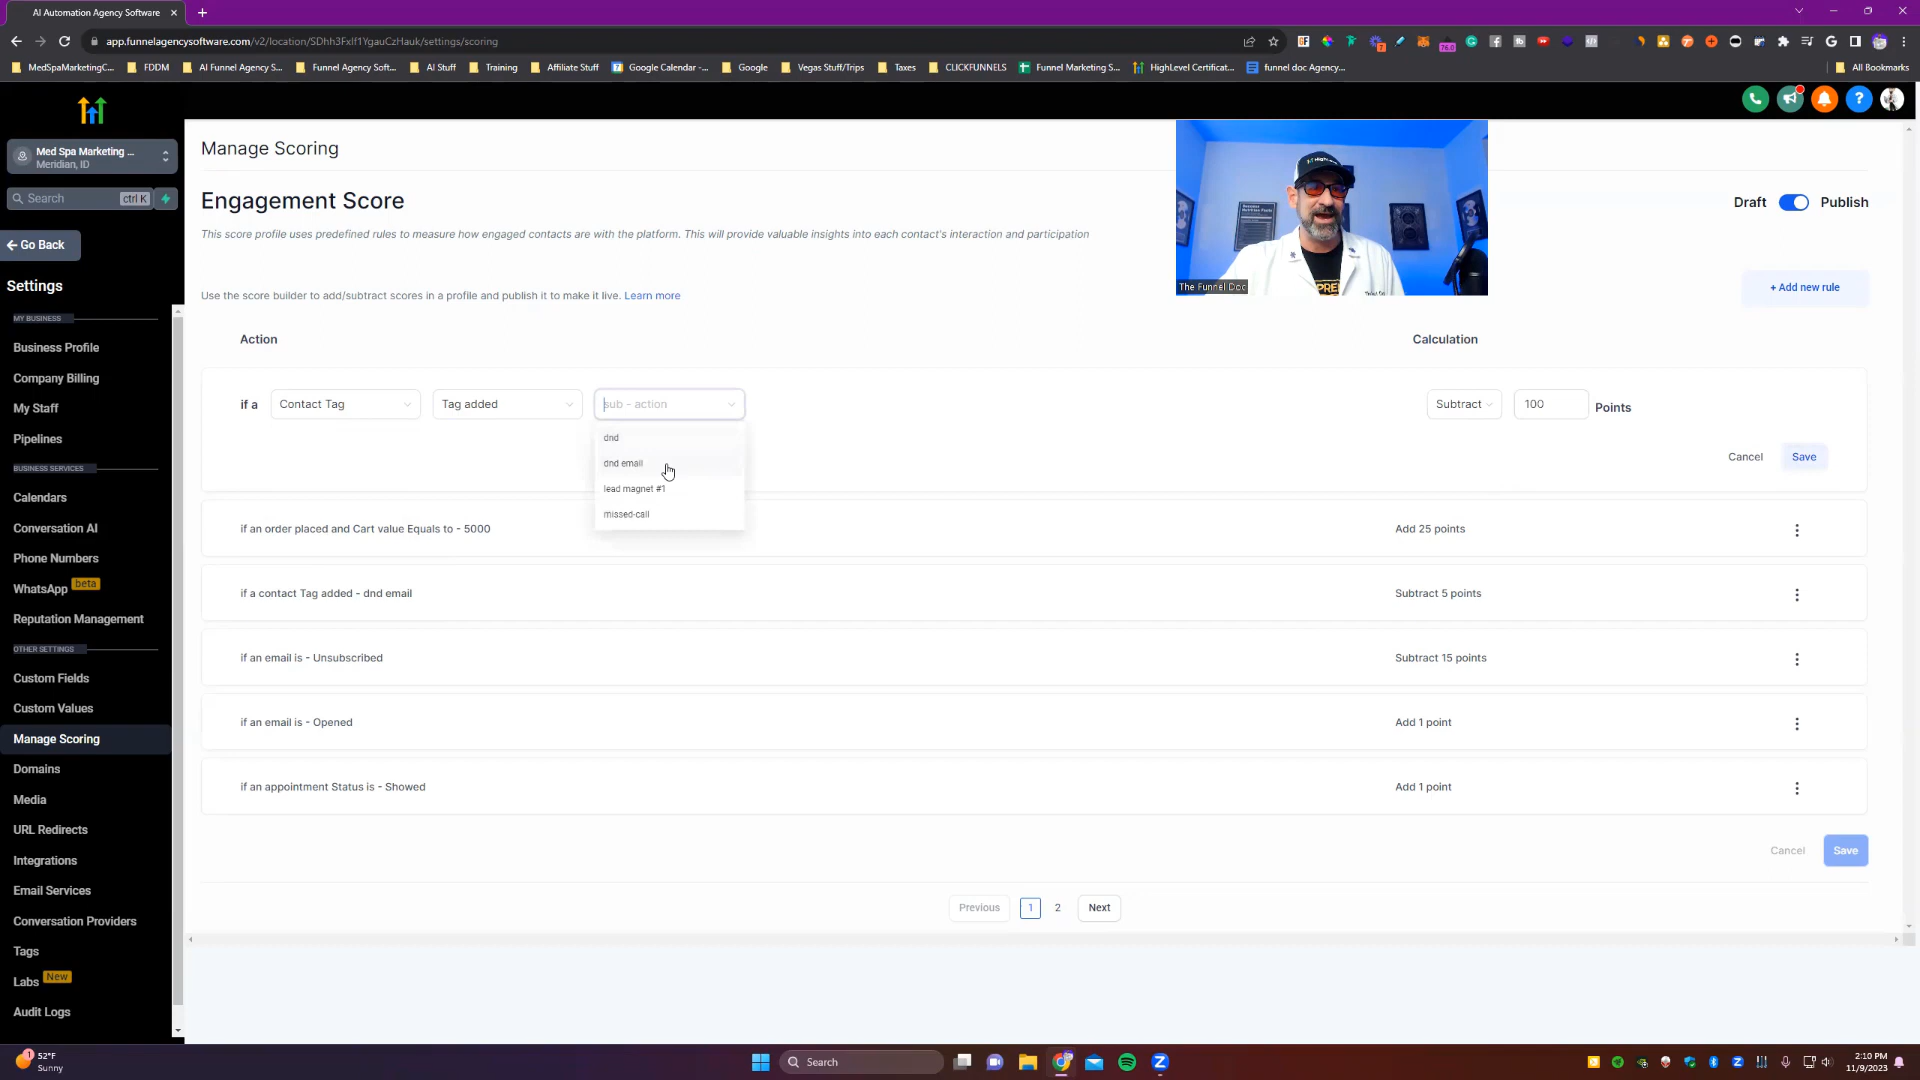 AI Automation Agency Software
app.funnelagencysoftware.com/v2/location/SDhh3FxIf1YgauCzHauk/settings/scoring
MedSpaMarketingC...
FDDM
AI Funnel Agency S...
Funnel Agency Soft...
AI Stuff
Training
Affiliate Stuff
Google Calendar -...
Google
Vegas Stuff/Trips
Taxes
CLICKFUNNELS
Funnel Marketing S...
HighLevel Certificat...
funnel doc Agency...
All Bookmarks
Med Spa Marketing ...
Meridian, ID
Search
ctrl K
Go Back
Settings
MY BUSINESS
Business Profile
Company Billing
My Staff
Pipelines
BUSINESS SERVICES
Calendars
Conversation AI
Phone Numbers
WhatsApp beta
Reputation Management
OTHER SETTINGS
Custom Fields
Custom Values
Manage Scoring
Domains
Media
URL Redirects
Integrations
Email Services
Conversation Providers
Tags
Labs New
Audit Logs
Manage Scoring
Engagement Score
Draft
Publish
This score profile uses predefined rules to measure how engaged contacts are with the platform. This will provide valuable insights into each contact's interaction and participation
Use the score builder to add/subtract scores in a profile and publish it to make it live. Learn more
The Funnel Doc
+ Add new rule
Action
Calculation
if a
Contact Tag
Tag added
sub - action
Subtract
100
Points
dnd
dnd email
lead magnet #1
missed-call
Cancel
Save
if an order placed and Cart value Equals to - 5000
Add 25 points
if a contact Tag added - dnd email
Subtract 5 points
if an email is - Unsubscribed
Subtract 15 points
if an email is - Opened
Add 1 point
if an appointment Status is - Showed
Add 1 point
Cancel
Save
Previous
1
2
Next
1
52°F
Sunny
Search
2:10 PM
11/9/2023